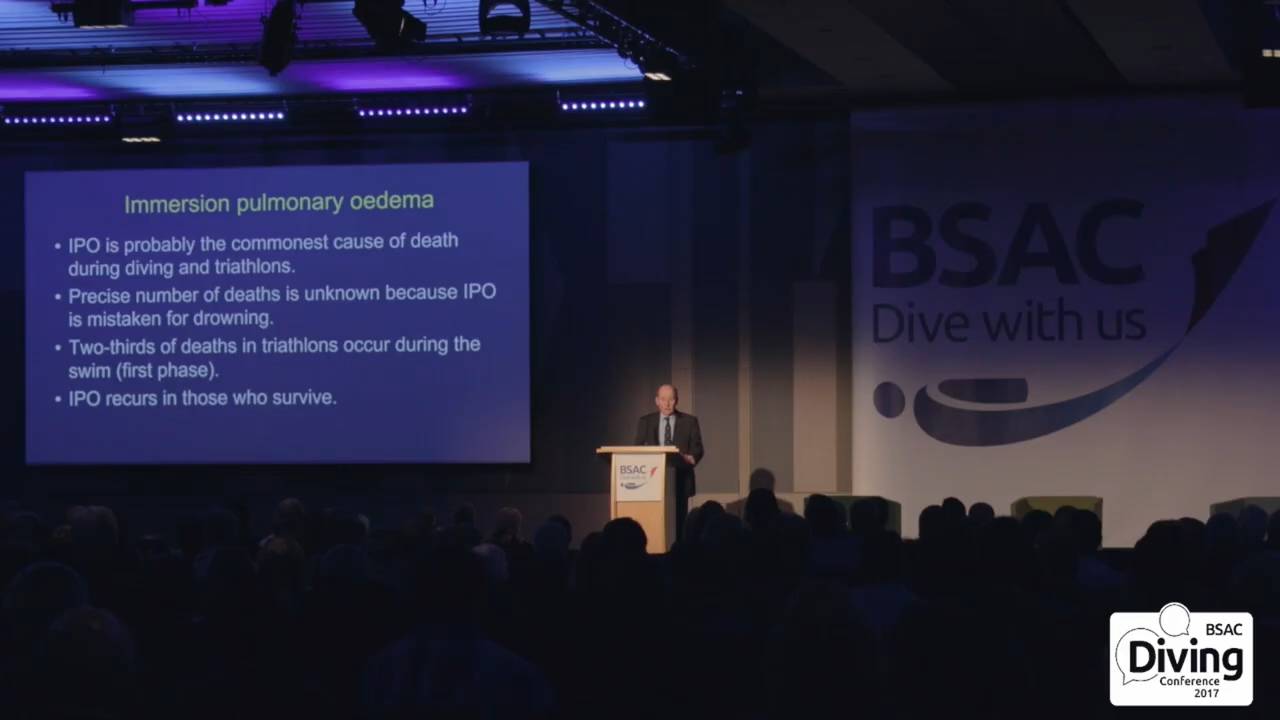 Immersion pulmonary oedema
• IPO is probably the commonest cause of death
during diving and triathlons.
• Precise number of deaths is unknown because IPO
is mistaken for drowning.
• Two-thirds of deaths in triathlons occur during the
swim (first phase).
• IPO recurs in those who survive.
BSAC
Dive with us
BSAC
BSAC
Diving
Conference
2017